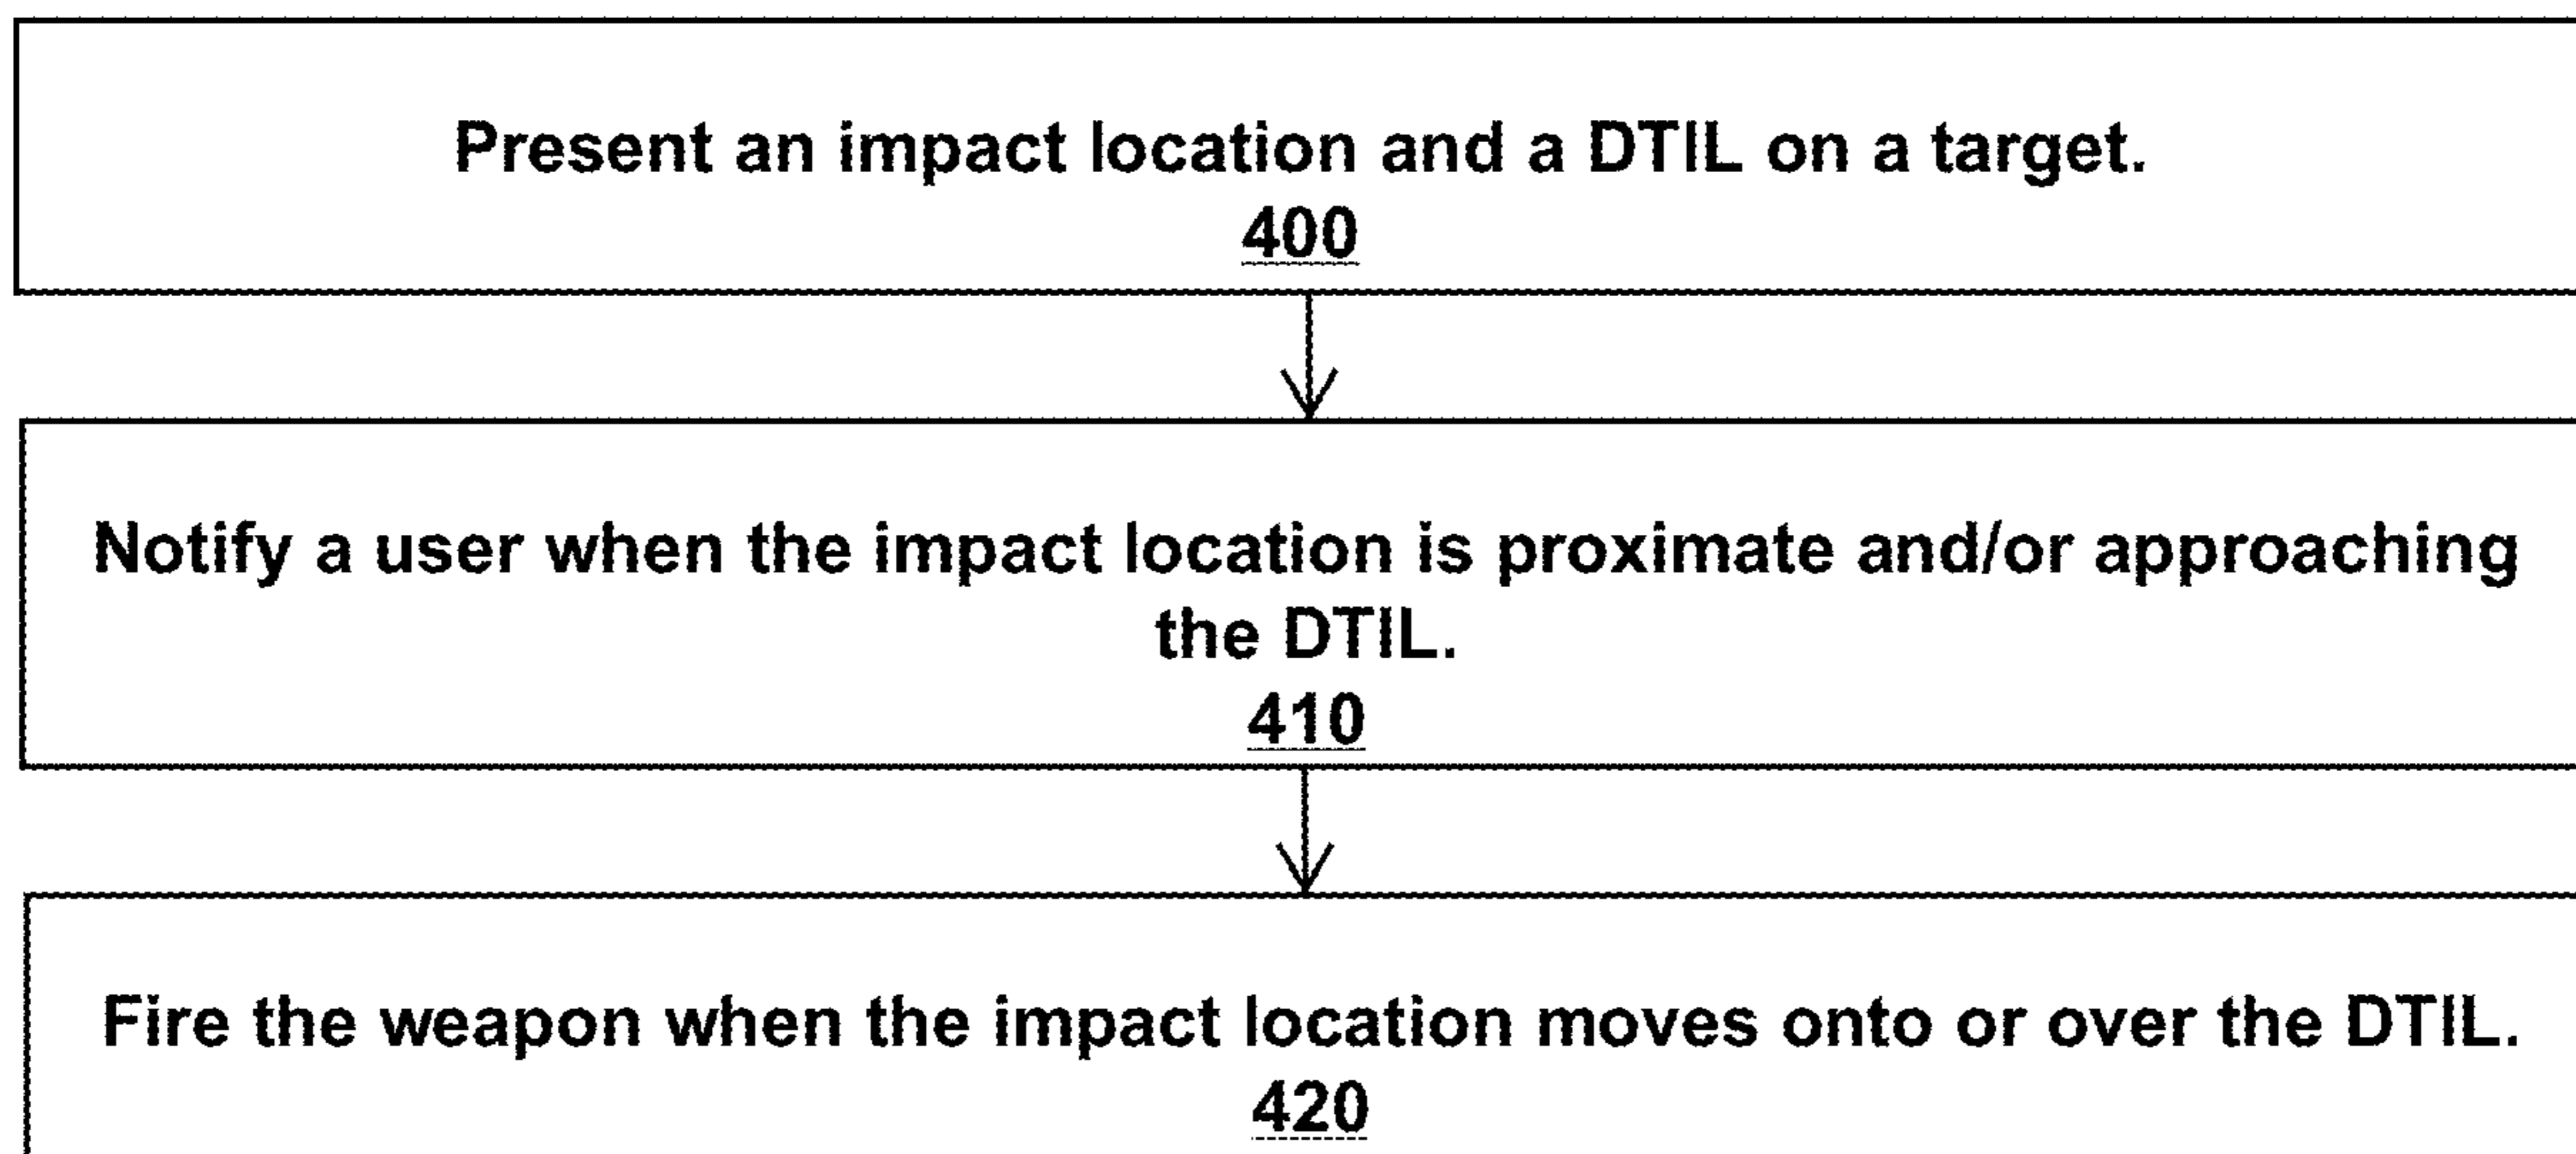 Present an impact location and a DTIL on a target.
400
Notify a user when the impact location is proximate and/or approaching
the DTIL.
410
Fire the weapon when the impact location moves onto or over the DTIL.
420